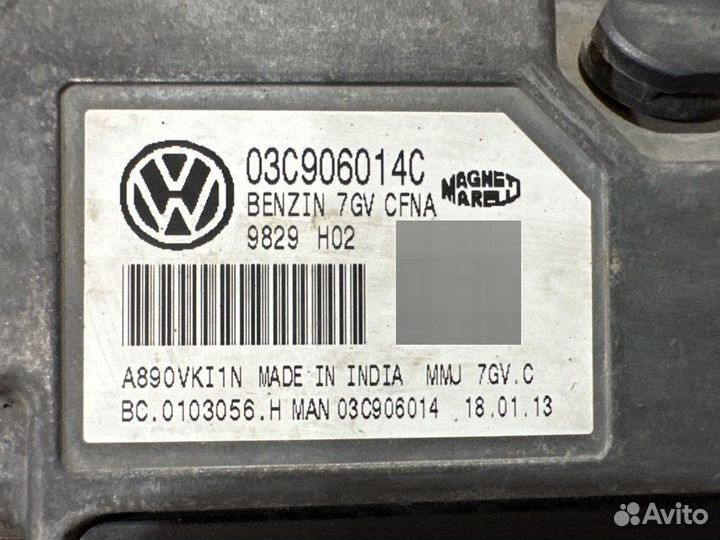 03C906014C
BENZIN 7GV CFNA
MAGNETI
MARELLI
9829 H02
A890VKI1N MADE IN INDIA MMJ 7GV.C
BC.0103056.H MAN 03C906014 18.01.13
Avito